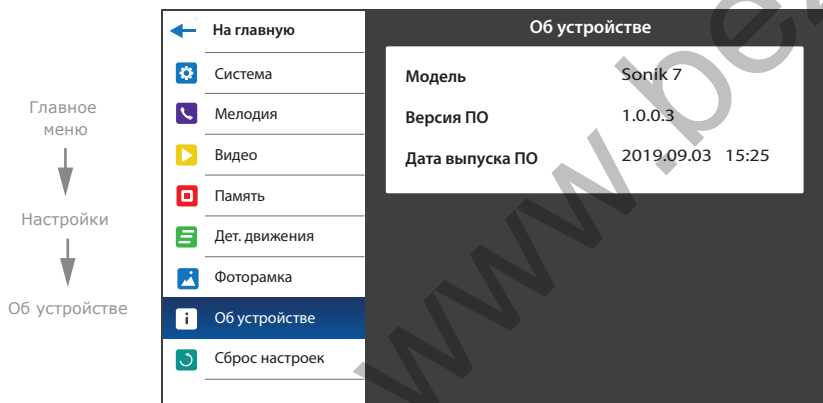 Главное
меню
Настройки
Об устройстве
На главную
Система
Мелодия
Видео
Память
Дет. движения
Фоторамка
Об устройстве
Сброс настроек
Об устройстве
Модель Sonik 7
Версия ПО 1.0.0.3
Дата выпуска ПО 2019.09.03 15:25
www.be